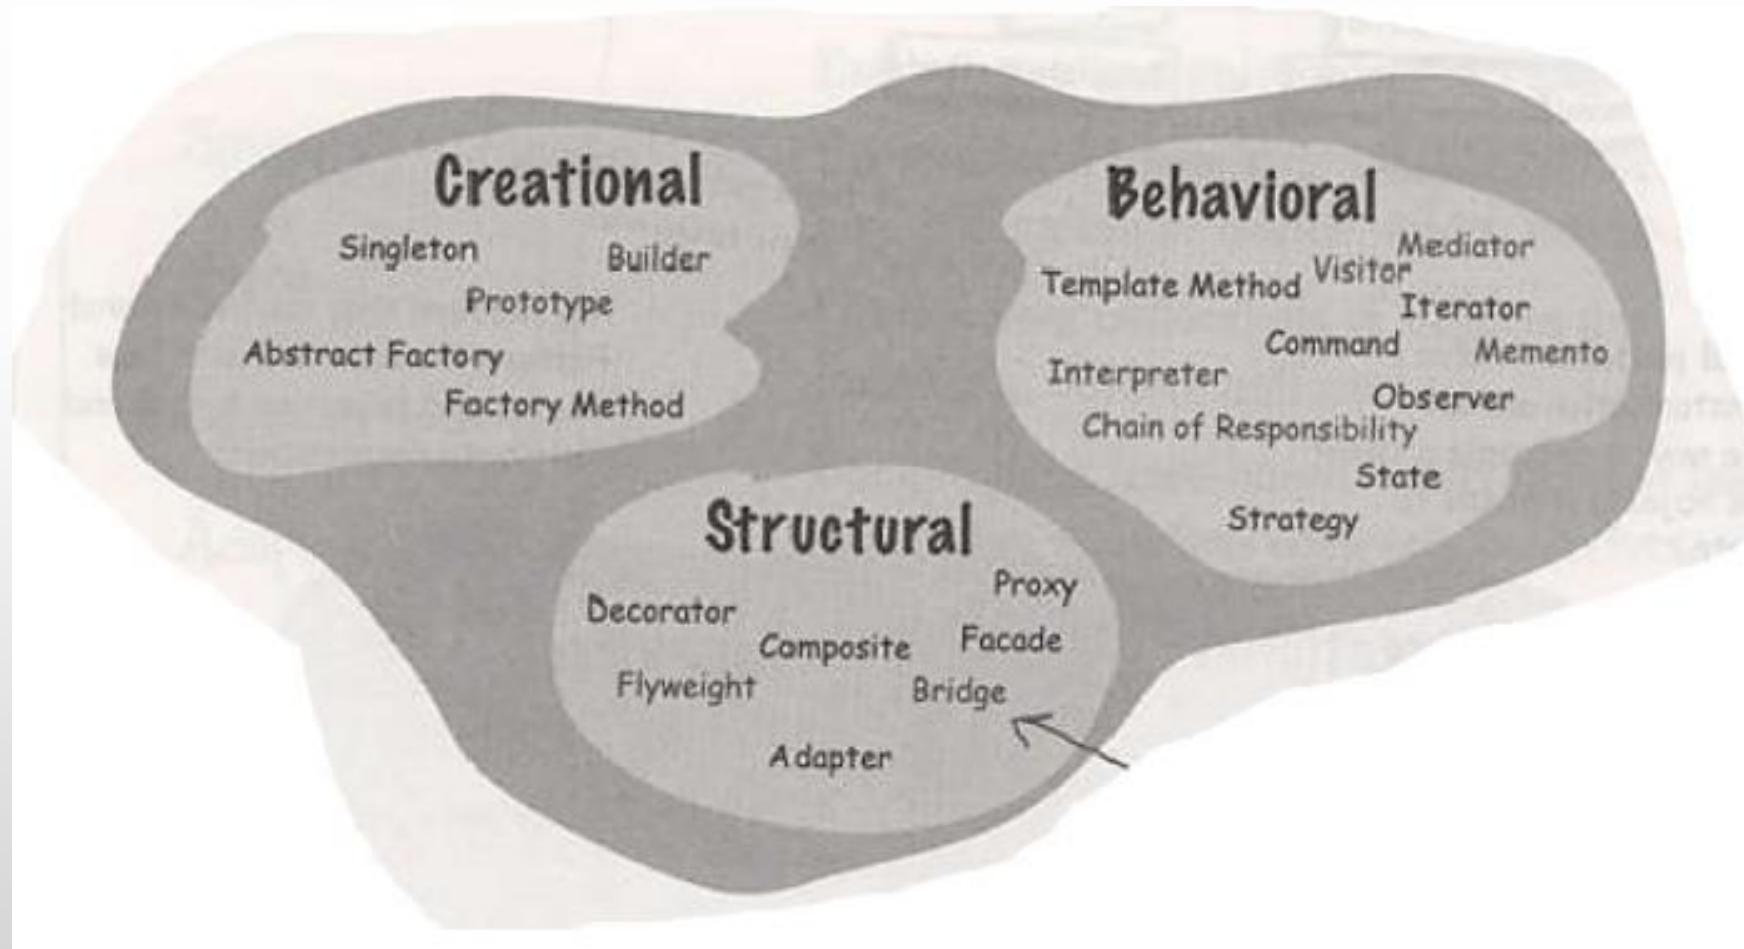 Creational
Singleton
Builder
Prototype
Abstract Factory
Factory Method
Behavioral
Mediator
Visitor
Template Method
Iterator
Command
Memento
Interpreter
Observer
Chain of Responsibility
State
Strategy
Structural
Proxy
Decorator
Facade
Composite
Flyweight
Bridge
Adapter